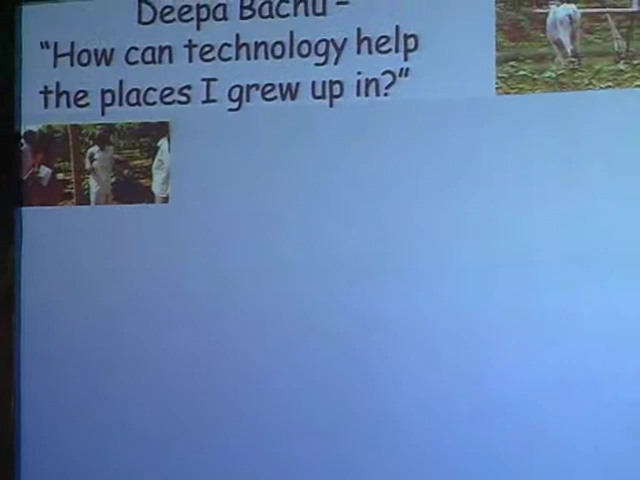 Deepa Bachu -
“How can technology help
the places I grew up in?”